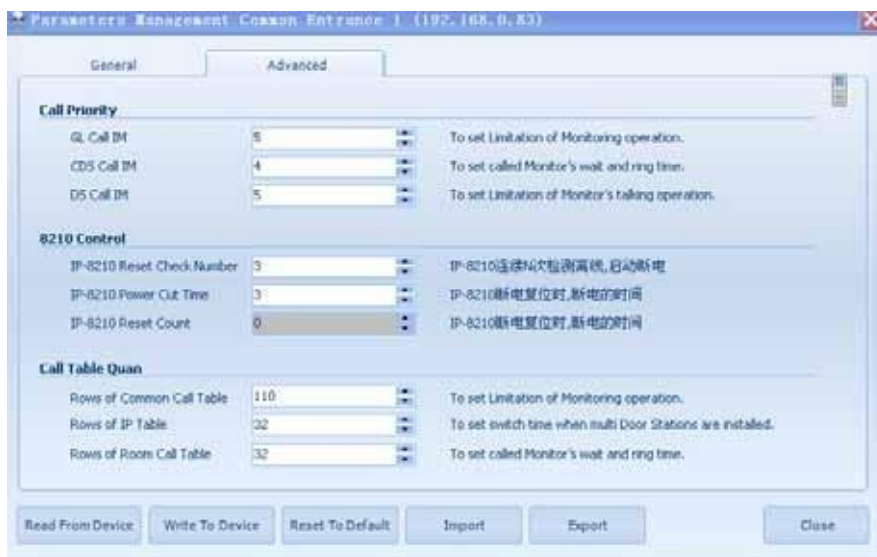 Parameters Management Common Entrance 1 (192.168.0.83)
General Advanced
Call Priority
GL Call IM 5 To set Limitation of Monitoring operation.
CDS Call IM 4 To set called Monitor's wait and ring time.
DS Call IM 5 To set Limitation of Monitor's talking operation.
8210 Control
IP-8210 Reset Check Number 3 IP-8210连续N次检测离线,启动断电
IP-8210 Power Cut Time 3 IP-8210断电复位时,断电的时间
IP-8210 Reset Count 0 IP-8210断电复位时,断电的时间
Call Table Quan
Rows of Common Call Table 110 To set Limitation of Monitoring operation.
Rows of IP Table 32 To set switch time when multi Door Stations are installed.
Rows of Room Call Table 32 To set called Monitor's wait and ring time.
Read From Device Write To Device Reset To Default Import Export Close